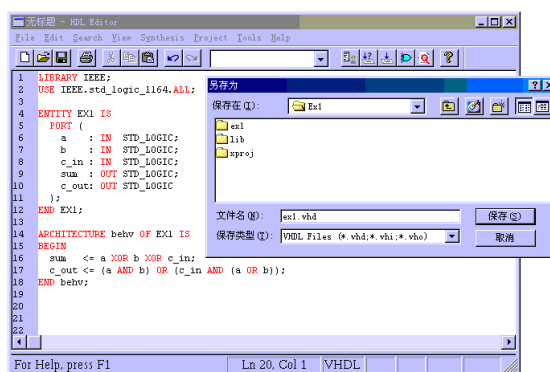 无标题 - HDL Editor
File Edit Search View Synthesis Project Tools Help
1 LIBRARY IEEE;
2 USE IEEE.std_logic_1164.ALL;
3
4 ENTITY EX1 IS
5 PORT (
6 a : IN STD_LOGIC;
7 b : IN STD_LOGIC;
8 c_in : IN STD_LOGIC;
9 sum : OUT STD_LOGIC;
10 c_out: OUT STD_LOGIC
11 );
12 END EX1;
13
14 ARCHITECTURE behv OF EX1 IS
15 BEGIN
16 sum <= a XOR b XOR c_in;
17 c_out <= (a AND b) OR (c_in AND (a OR b));
18 END behv;
19
20
21
22
另存为
保存在(I): Ex1
ex1
lib
xproj
文件名(N): ex1.vhd 保存(S)
保存类型(T): VHDL Files (*.vhd;*.vhi;*.vho) 取消
For Help, press F1 Ln 20, Col 1 VHDL